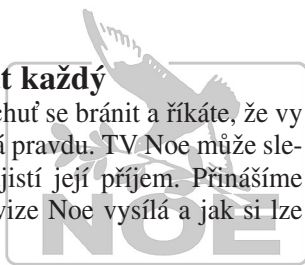 t každý
chuť se bránit a říkáte, že vy
á pravdu. TV Noe může sle-
jistí její příjem. Přinášíme
vize Noe vysílá a jak si lze
NOE